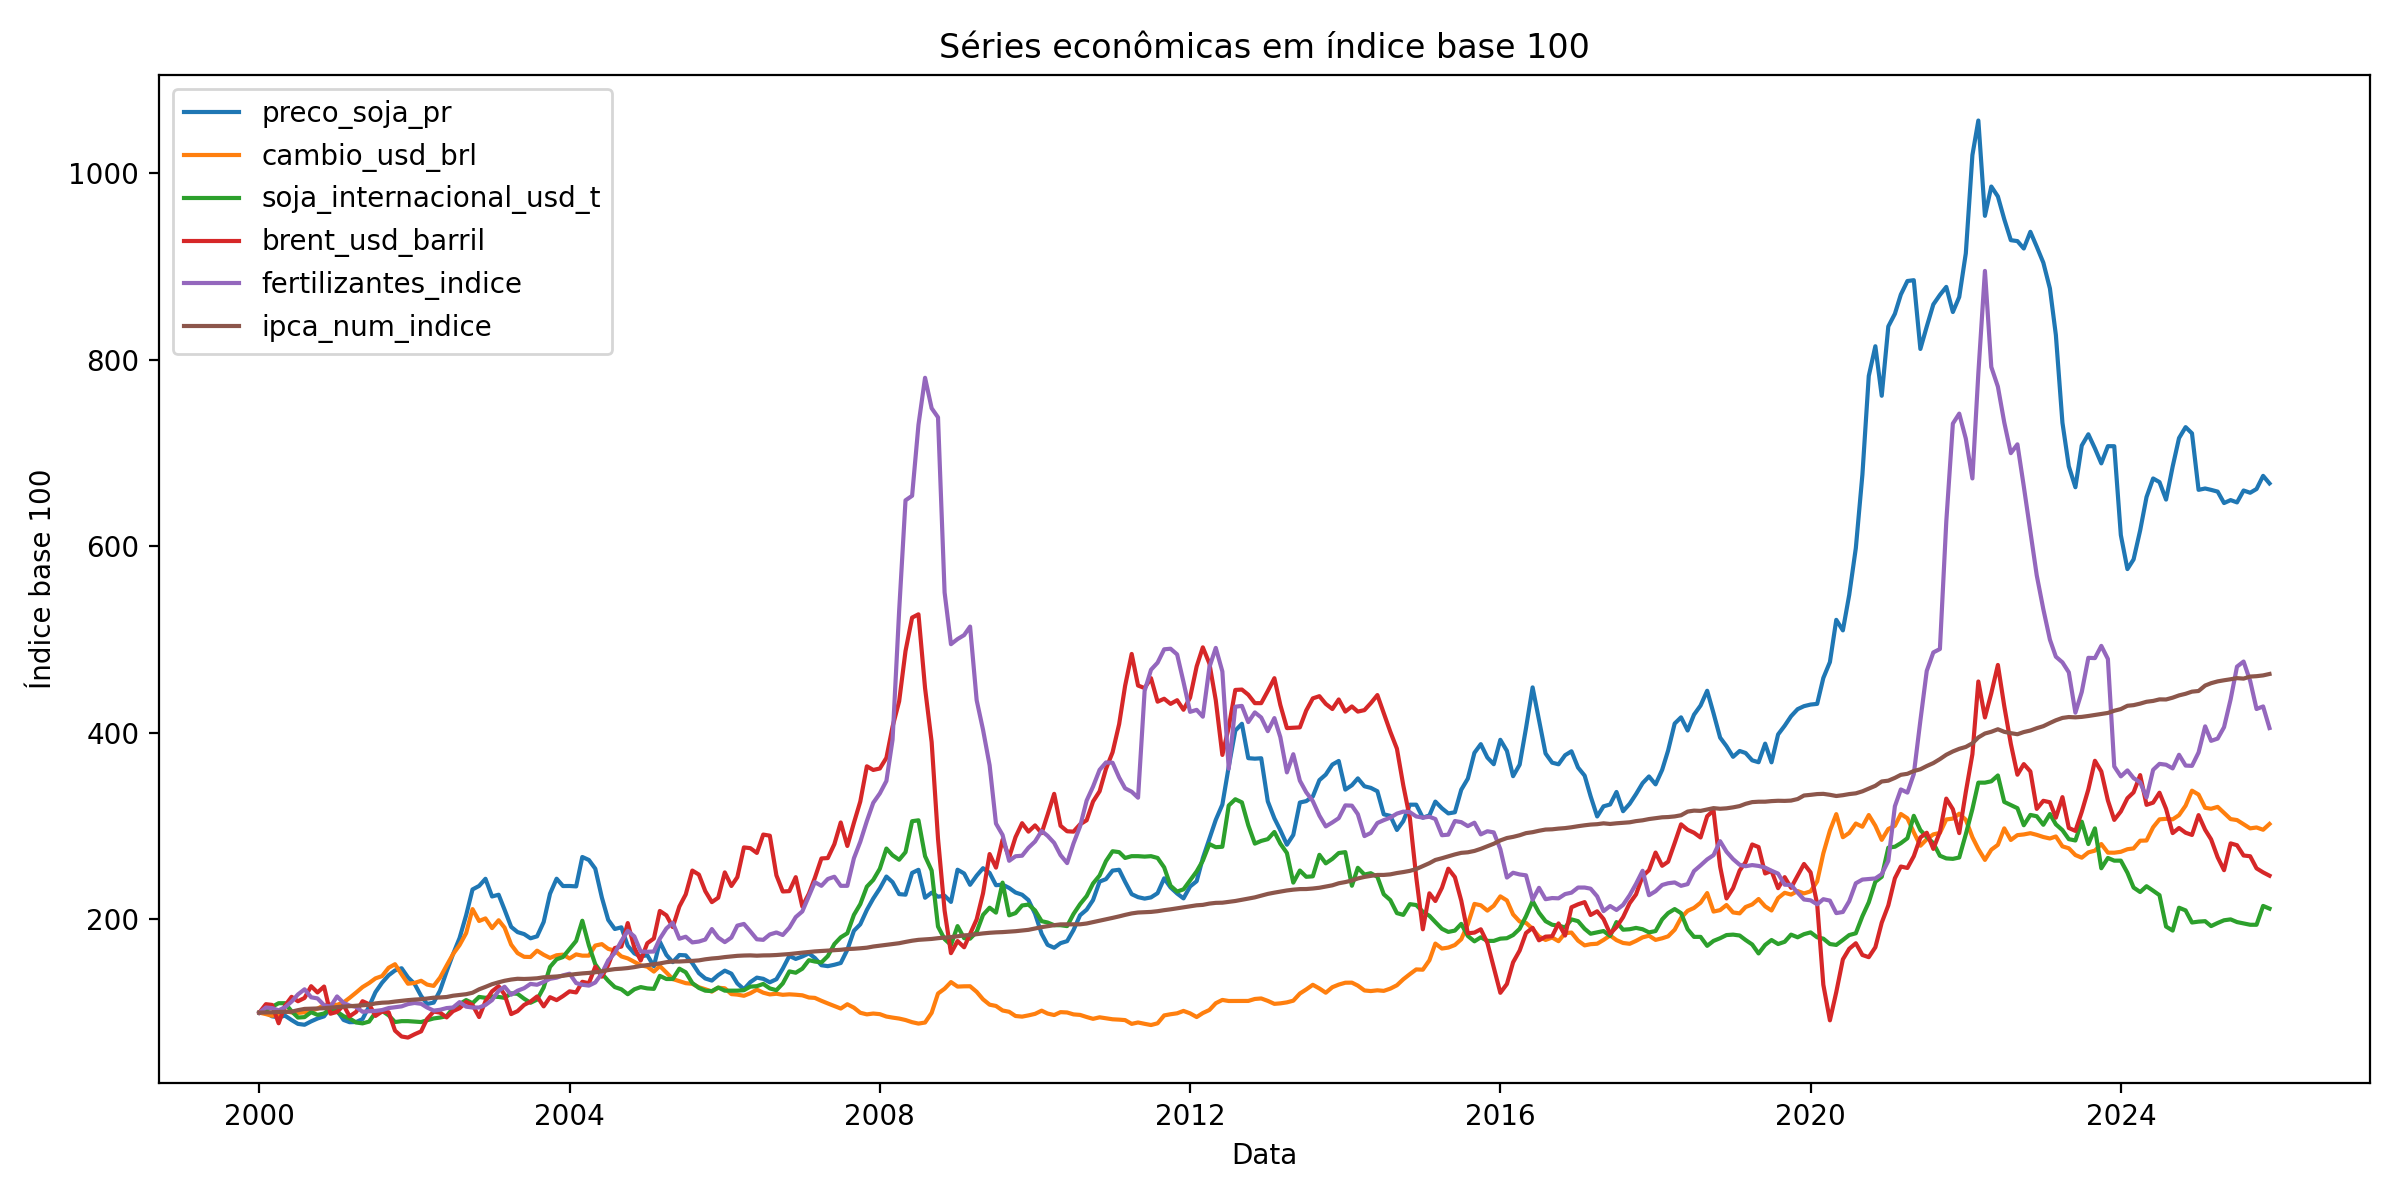 Séries econômicas em índice base 100
preco_soja_pr
cambio_usd_brl
soja_internacional_usd_t
brent_usd_barril
fertilizantes_indice
ipca_num_indice
1000
800
600
400
200
Índice base 100
2000 2004 2008 2012 2016 2020 2024
Data